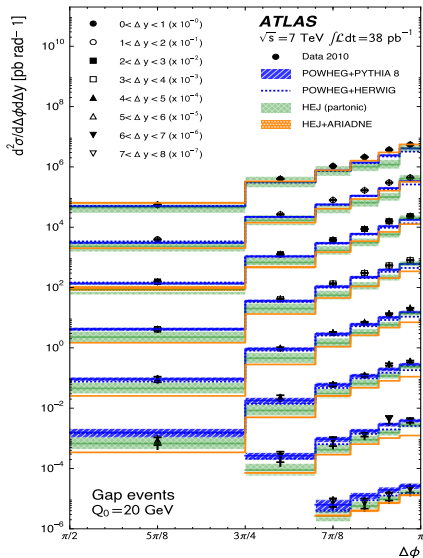 ATLAS
√s = 7 TeV ∫ℒdt=38 pb⁻¹
0<Δ y<1 (x 10⁻⁰)
1<Δ y<2 (x 10⁻¹)
2<Δ y<3 (x 10⁻²)
3<Δ y<4 (x 10⁻³)
4<Δ y<5 (x 10⁻⁴)
5<Δ y<6 (x 10⁻⁵)
6<Δ y<7 (x 10⁻⁶)
7<Δ y<8 (x 10⁻⁷)
Data 2010
POWHEG+PYTHIA 8
POWHEG+HERWIG
HEJ (partonic)
HEJ+ARIADNE
d²σ/dΔϕdΔy [pb rad− 1]
10¹⁰
10⁸
10⁶
10⁴
10²
10⁰
10⁻²
10⁻⁴
10⁻⁶
Gap events
Q₀=20 GeV
π/2 5π/8 3π/4 7π/8 π
Δϕ